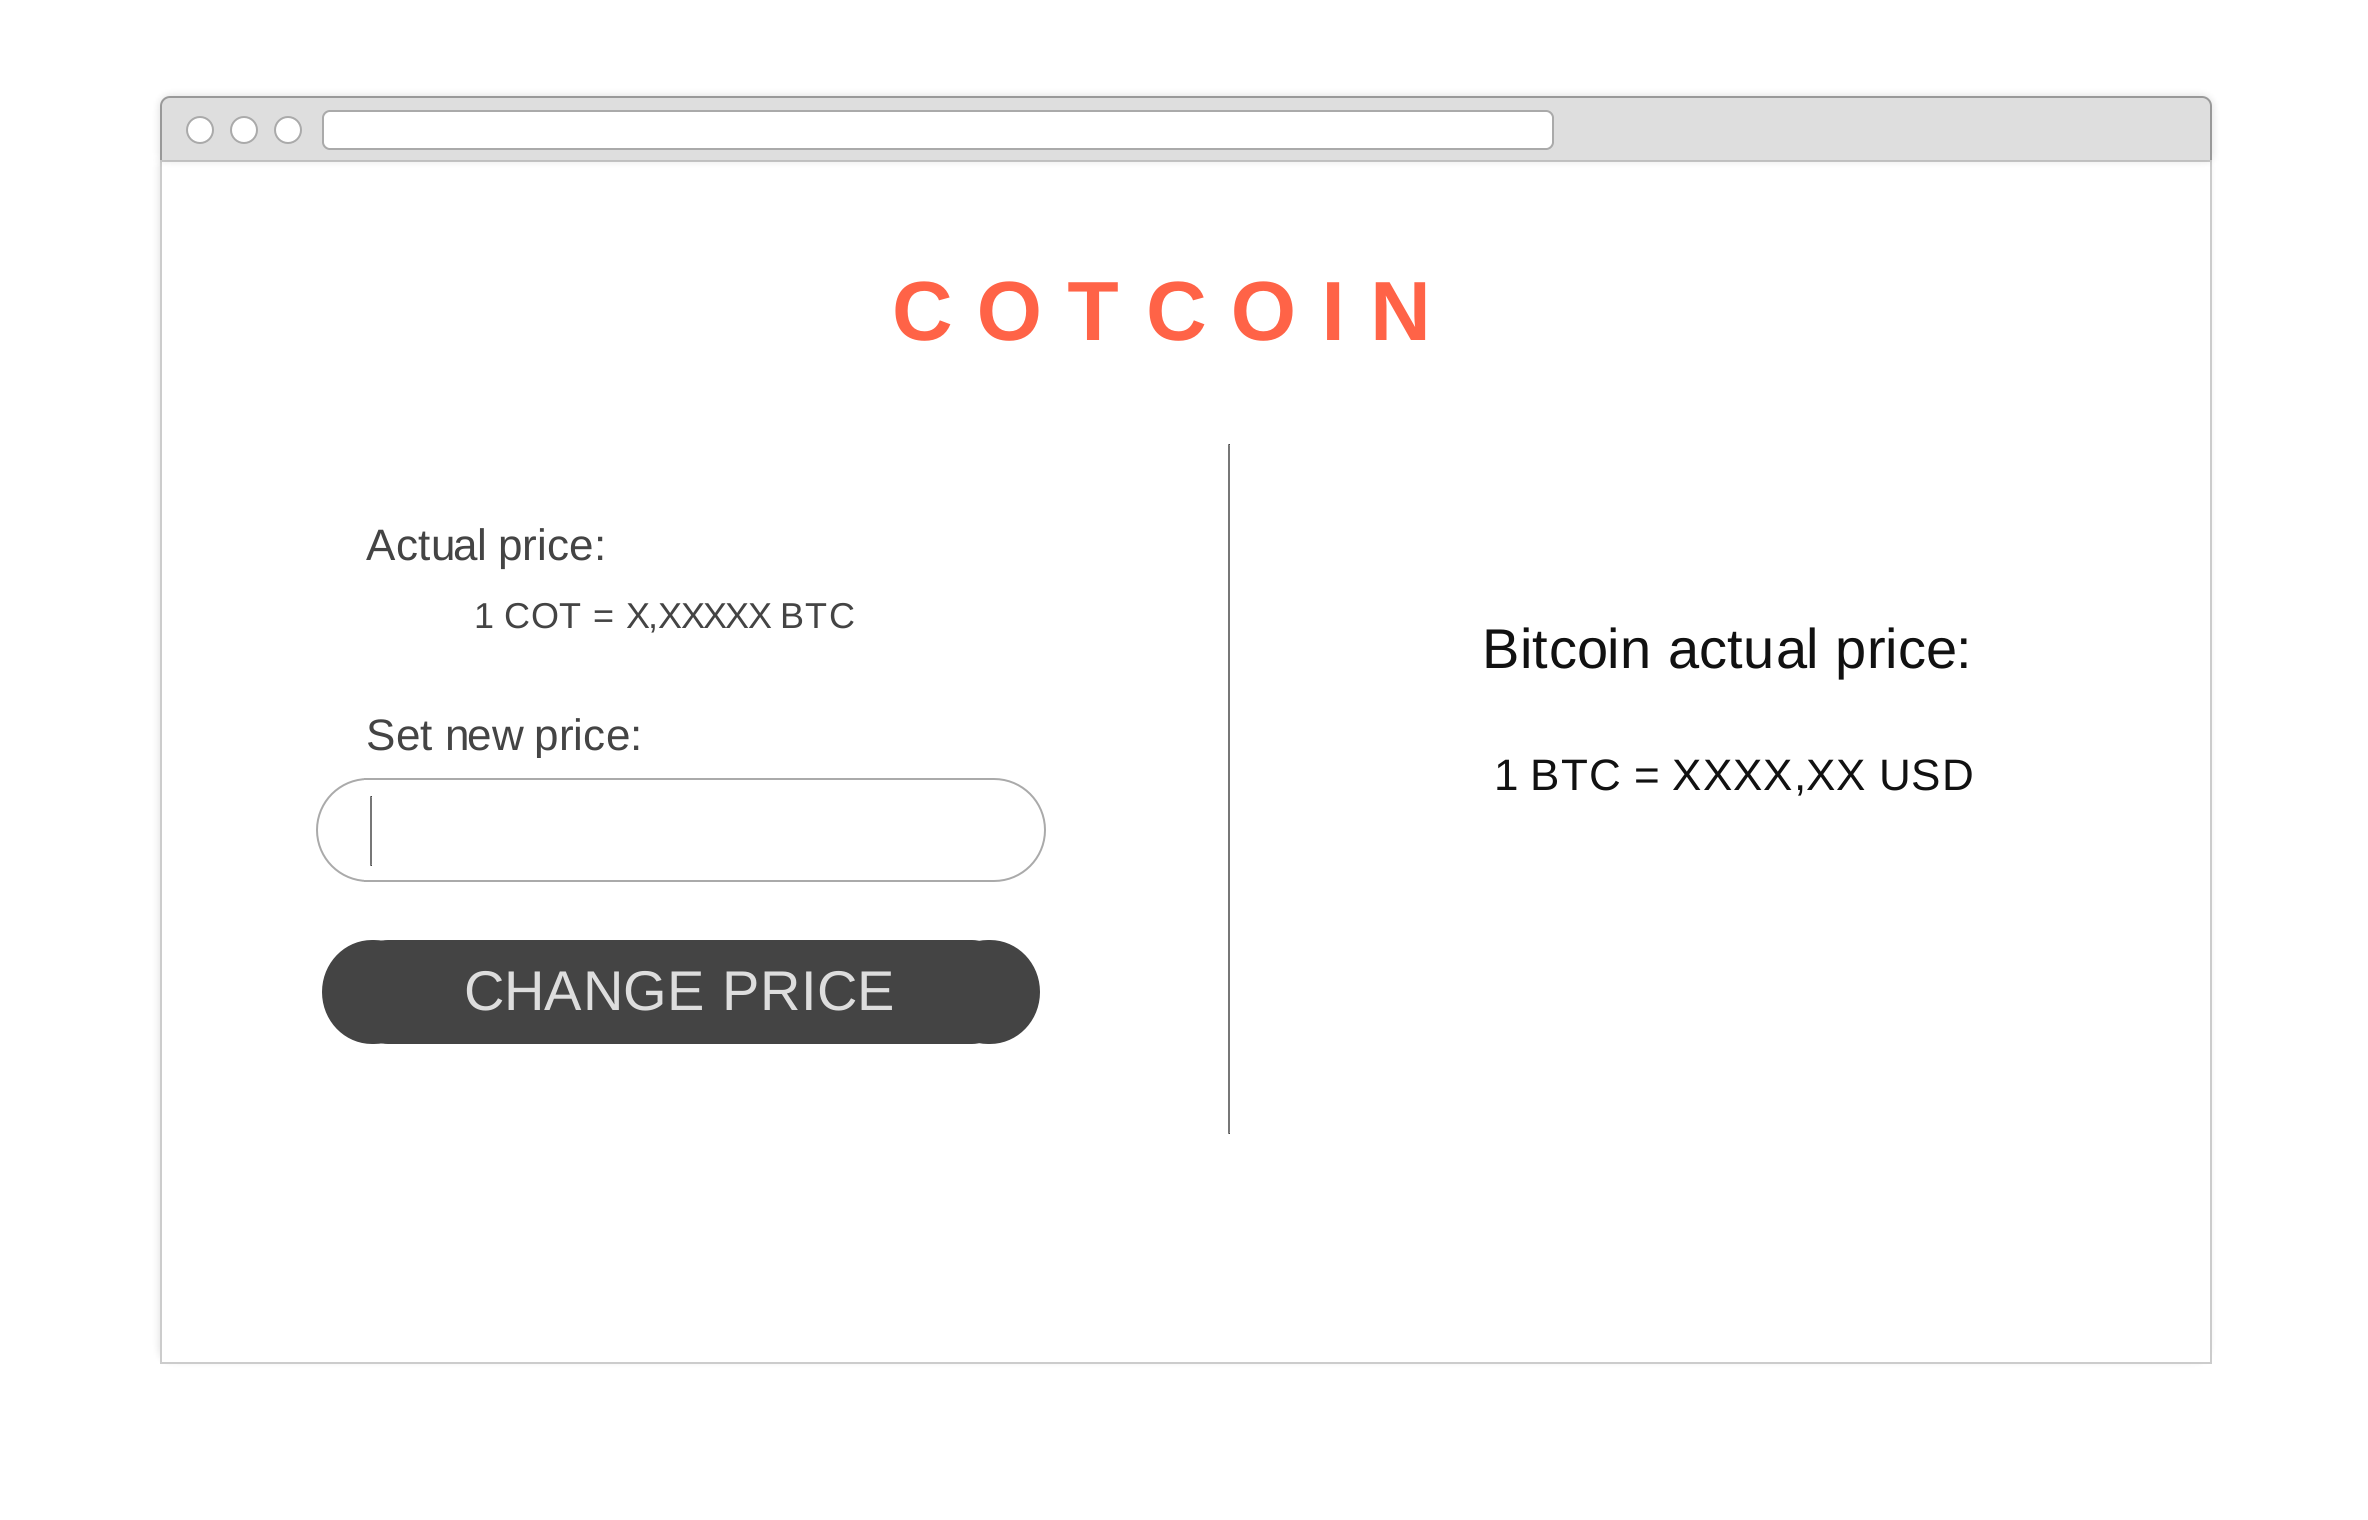 COTCOIN
Actual price:
1 COT = X,XXXXX BTC
Set new price:
CHANGE PRICE
Bitcoin actual price:
1 BTC = XXXX,XX USD